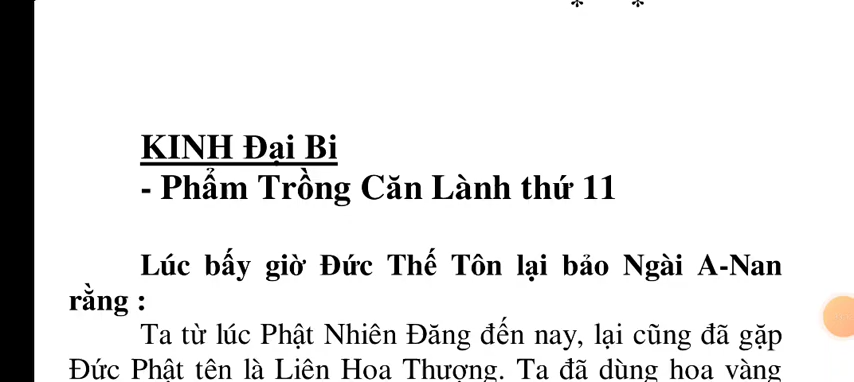 * *
KINH Đại Bi
- Phẩm Trồng Căn Lành thứ 11
Lúc bấy giờ Đức Thế Tôn lại bảo Ngài A-Nan
rằng :
Ta từ lúc Phật Nhiên Đăng đến nay, lại cũng đã gặp
Đức Phật tên là Liên Hoa Thượng. Ta đã dùng hoa vàng